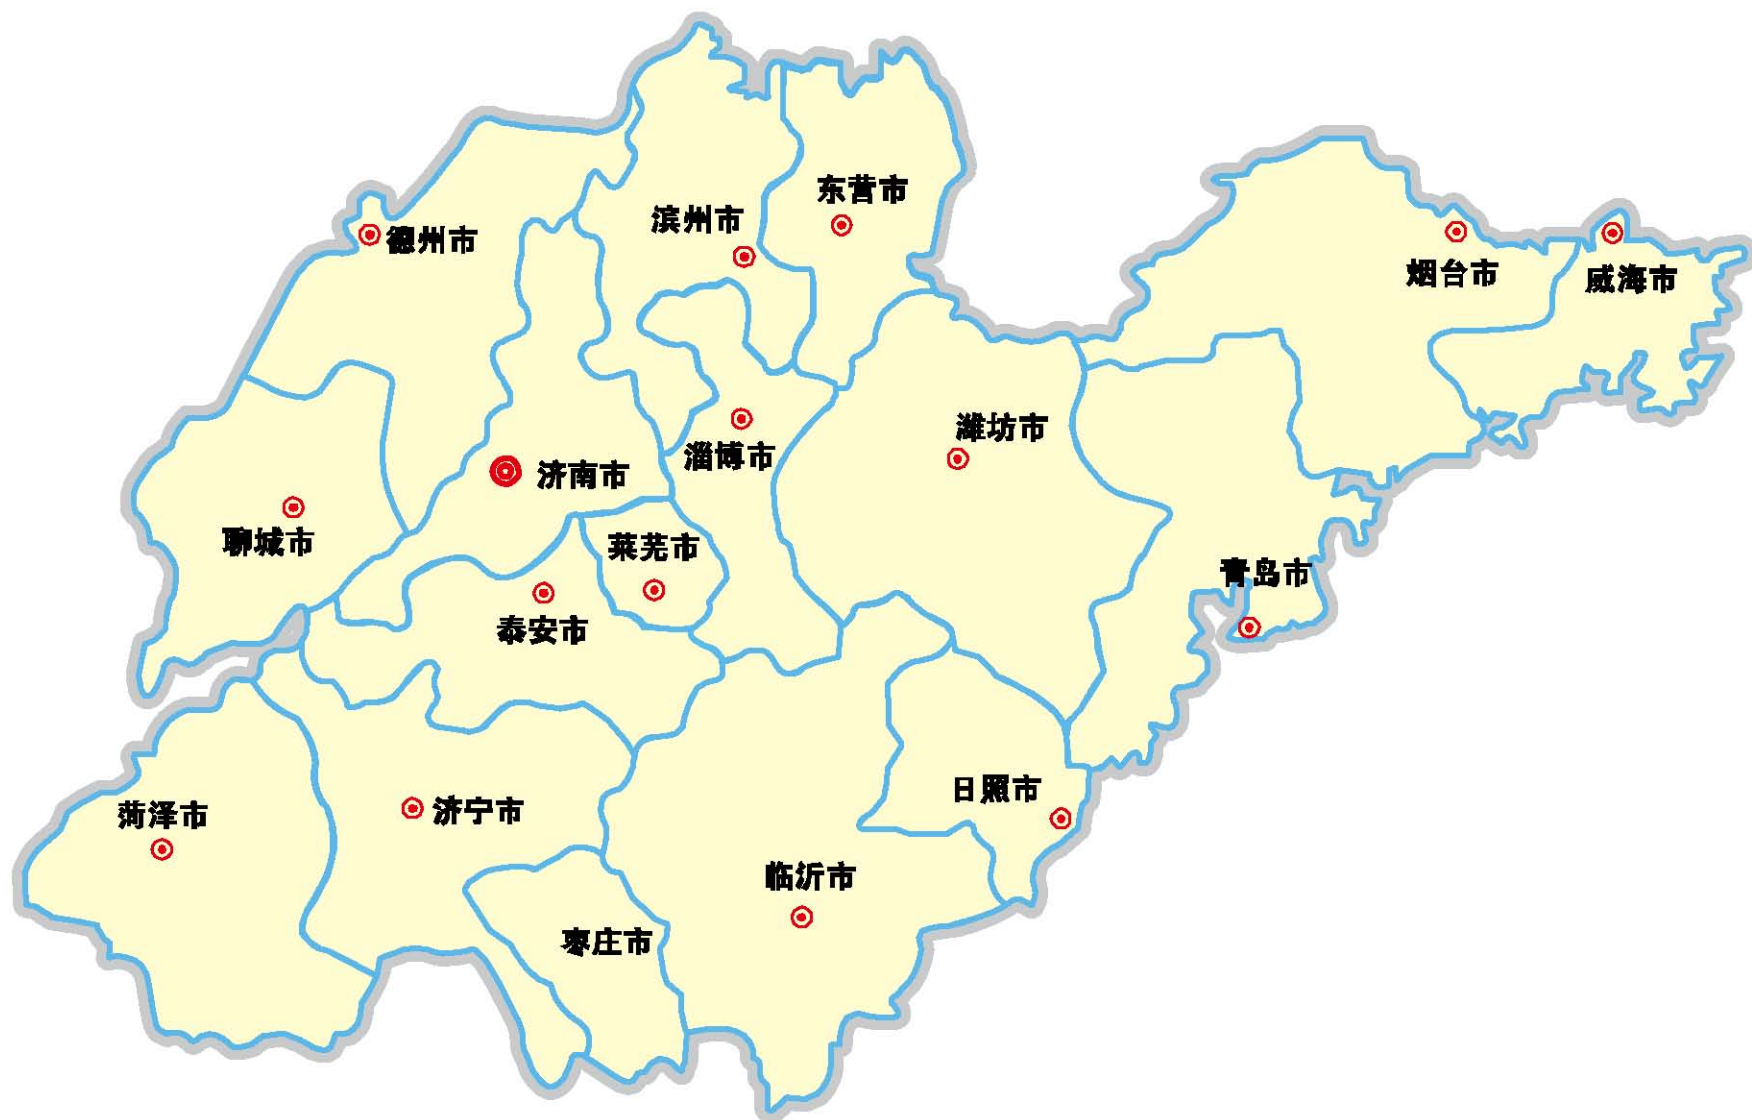 东营市
滨州市
德州市
烟台市
威海市
潍坊市
淄博市
济南市
聊城市
莱芜市
青岛市
泰安市
日照市
济宁市
菏泽市
临沂市
枣庄市